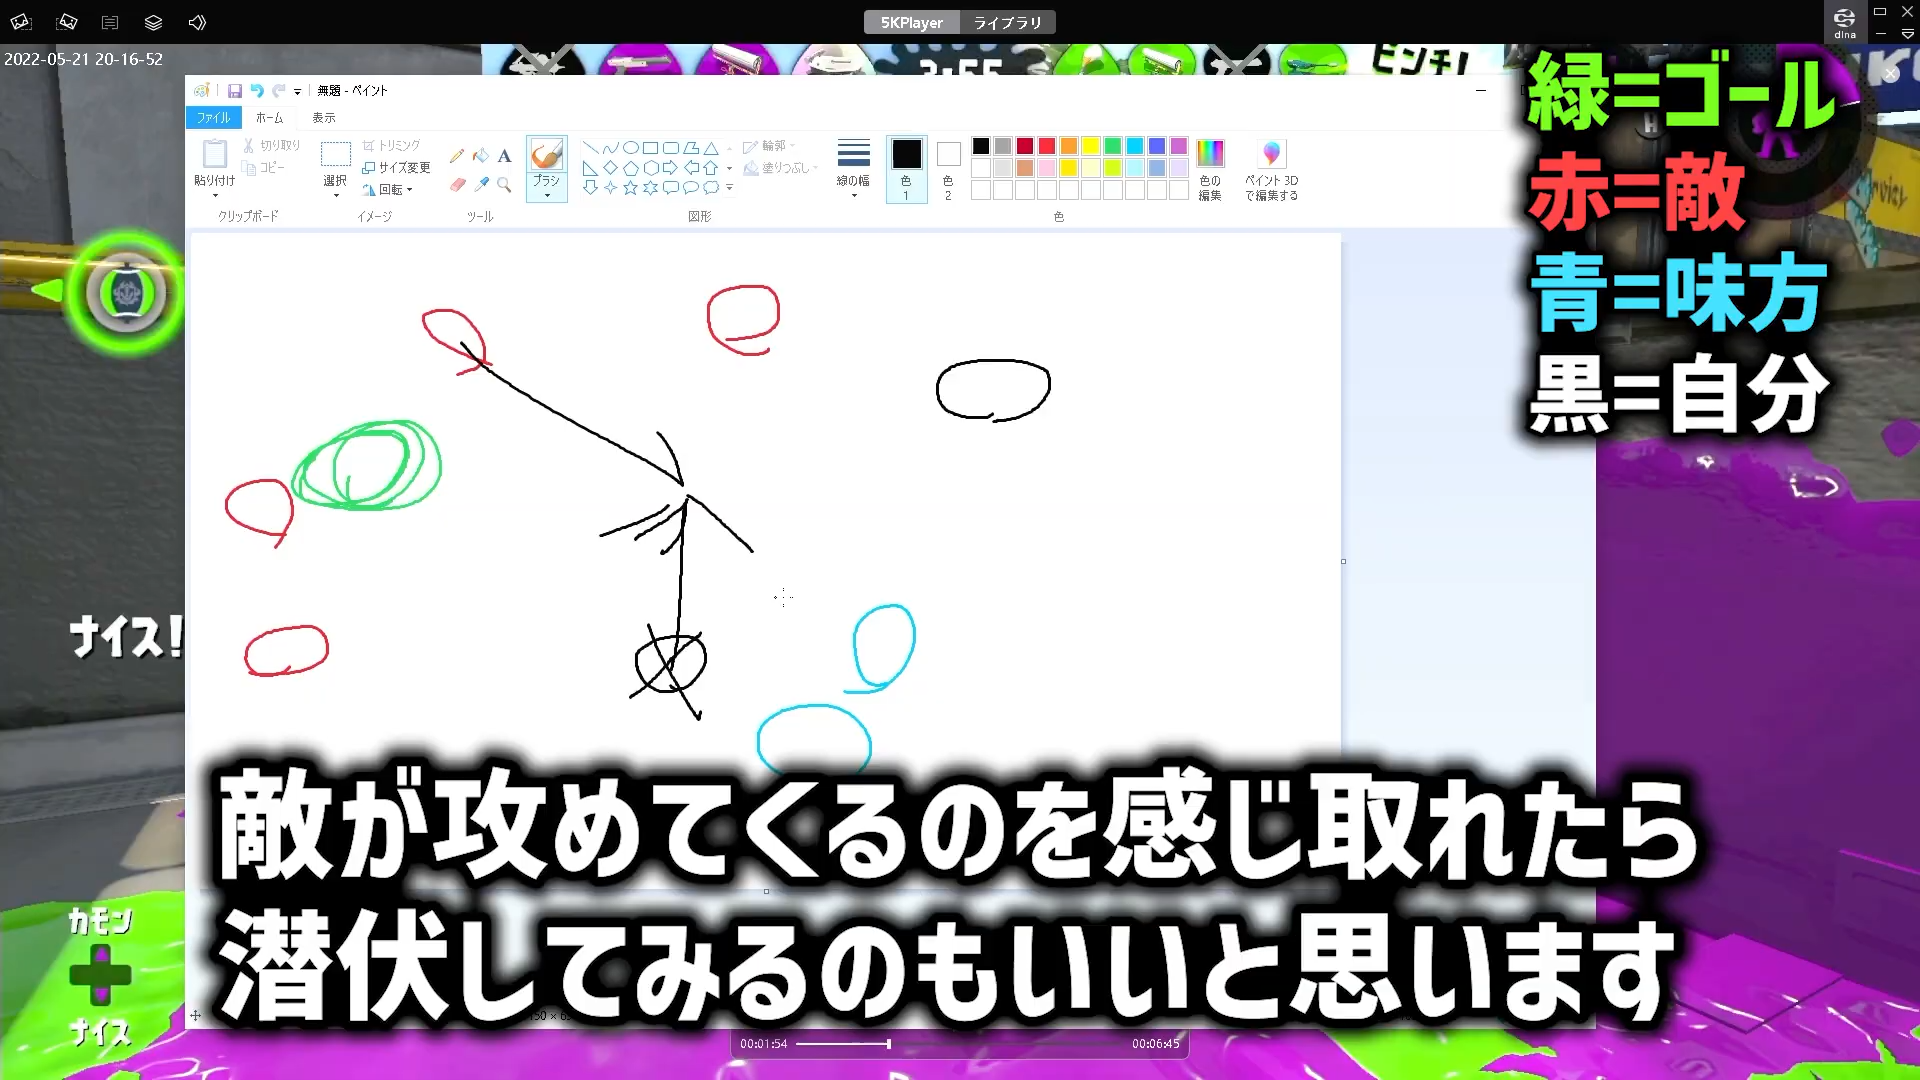 5KPlayer ライブラリ
dlna
2022-05-21 20-16-52
3:55
ピンチ!
無題 - ペイント
ファイル ホーム 表示
貼り付け 切り取り コピー
クリップボード
選択 トリミング サイズ変更 回転
イメージ
A
ツール
ブラシ
輪郭 塗りつぶし
図形
線の幅
色 1 色 2
色の編集
色
ペイント 3D で編集する
緑=ゴール
赤=敵
青=味方
黒=自分
ナイス!
敵が攻めてくるのを感じ取れたら
潜伏してみるのもいいと思います
カモン
ナイス
00:01:54 00:06:45